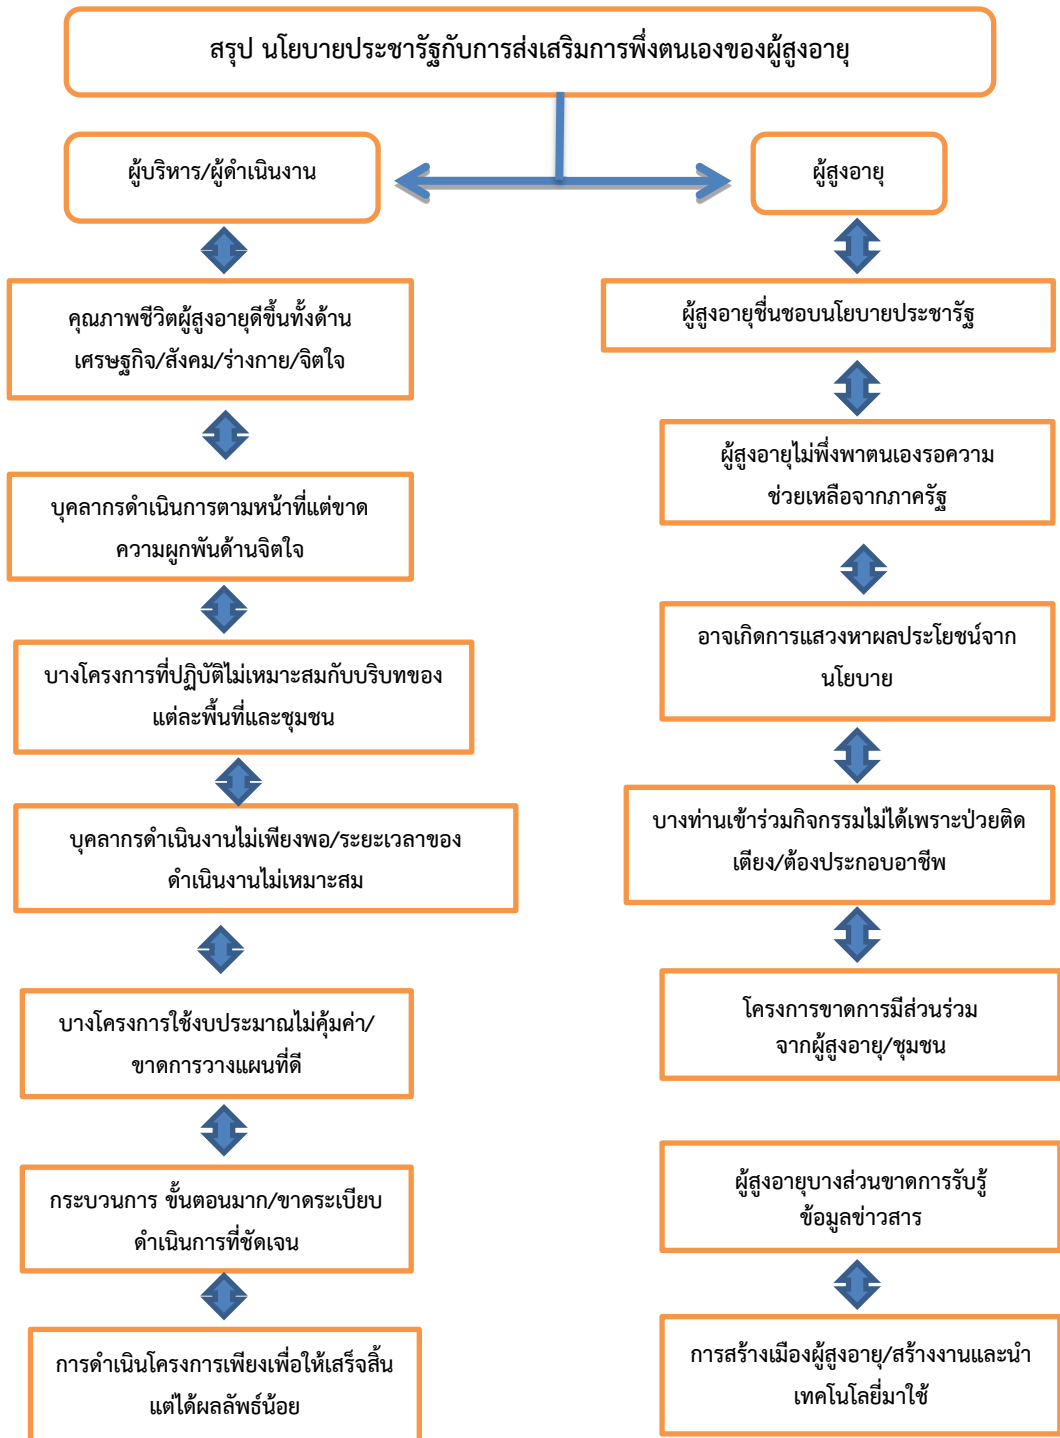 สรุป นโยบายประชารัฐกับการส่งเสริมการพึ่งตนเองของผู้สูงอายุ
ผู้บริหาร/ผู้ดำเนินงาน
คุณภาพชีวิตผู้สูงอายุดีขึ้นทั้งด้าน
เศรษฐกิจ/สังคม/ร่างกาย/จิตใจ
บุคลากรดำเนินการตามหน้าที่แต่ขาด
ความผูกพันด้านจิตใจ
บางโครงการที่ปฏิบัติไม่เหมาะสมกับบริบทของ
แต่ละพื้นที่และชุมชน
บุคลากรดำเนินงานไม่เพียงพอ/ระยะเวลาของ
ดำเนินงานไม่เหมาะสม
บางโครงการใช้งบประมาณไม่คุ้มค่า/
ขาดการวางแผนที่ดี
กระบวนการ ขั้นตอนมาก/ขาดระเบียบ
ดำเนินการที่ชัดเจน
การดำเนินโครงการเพียงเพื่อให้เสร็จสิ้น
แต่ได้ผลลัพธ์น้อย
ผู้สูงอายุ
ผู้สูงอายุชื่นชอบนโยบายประชารัฐ
ผู้สูงอายุไม่พึ่งพาตนเองรอความ
ช่วยเหลือจากภาครัฐ
อาจเกิดการแสวงหาผลประโยชน์จาก
นโยบาย
บางท่านเข้าร่วมกิจกรรมไม่ได้เพราะป่วยติด
เตียง/ต้องประกอบอาชีพ
โครงการขาดการมีส่วนร่วม
จากผู้สูงอายุ/ชุมชน
ผู้สูงอายุบางส่วนขาดการรับรู้
ข้อมูลข่าวสาร
การสร้างเมืองผู้สูงอายุ/สร้างงานและนำ
เทคโนโลยี่มาใช้